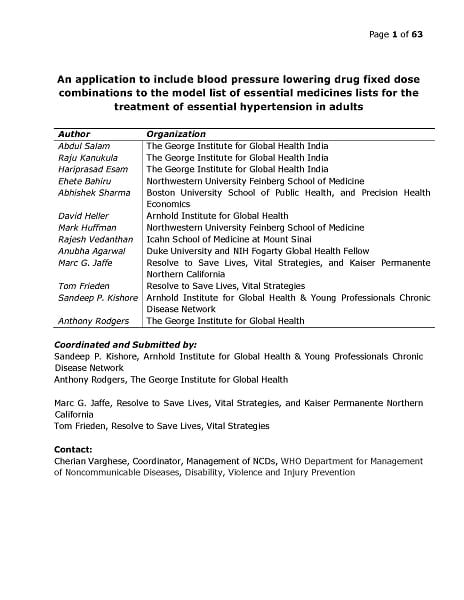 Page 1 of 63
An application to include blood pressure lowering drug fixed dose
combinations to the model list of essential medicines lists for the
treatment of essential hypertension in adults
Author Organization
Abdul Salam The George Institute for Global Health India
Raju Kanukula The George Institute for Global Health India
Hariprasad Esam The George Institute for Global Health India
Ehete Bahiru Northwestern University Feinberg School of Medicine
Abhishek Sharma Boston University School of Public Health, and Precision Health
Economics
David Heller Arnhold Institute for Global Health
Mark Huffman Northwestern University Feinberg School of Medicine
Rajesh Vedanthan Icahn School of Medicine at Mount Sinai
Anubha Agarwal Duke University and NIH Fogarty Global Health Fellow
Marc G. Jaffe Resolve to Save Lives, Vital Strategies, and Kaiser Permanente
Northern California
Tom Frieden Resolve to Save Lives, Vital Strategies
Sandeep P. Kishore Arnhold Institute for Global Health & Young Professionals Chronic
Disease Network
Anthony Rodgers The George Institute for Global Health
Coordinated and Submitted by:
Sandeep P. Kishore, Arnhold Institute for Global Health & Young Professionals Chronic
Disease Network
Anthony Rodgers, The George Institute for Global Health
Marc G. Jaffe, Resolve to Save Lives, Vital Strategies, and Kaiser Permanente Northern
California
Tom Frieden, Resolve to Save Lives, Vital Strategies
Contact:
Cherian Varghese, Coordinator, Management of NCDs, WHO Department for Management
of Noncommunicable Diseases, Disability, Violence and Injury Prevention